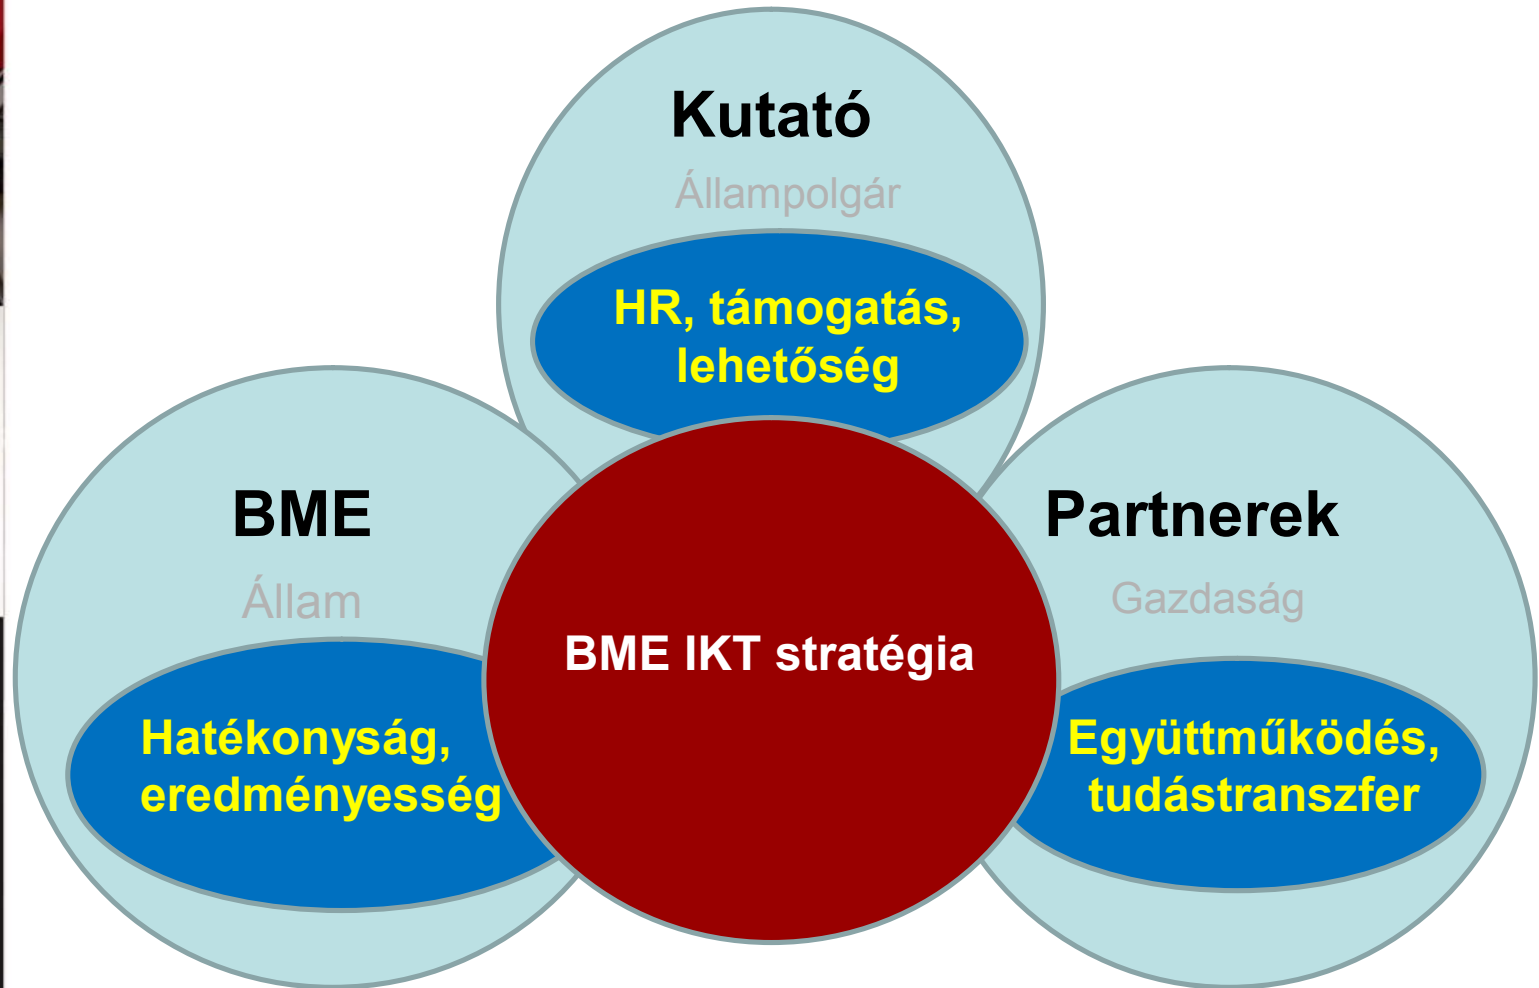 Kutató
Állampolgár
HR, támogatás,
lehetőség
BME
Állam
Hatékonyság,
eredményesség
BME IKT stratégia
Partnerek
Gazdaság
Együttműködés,
tudástranszfer